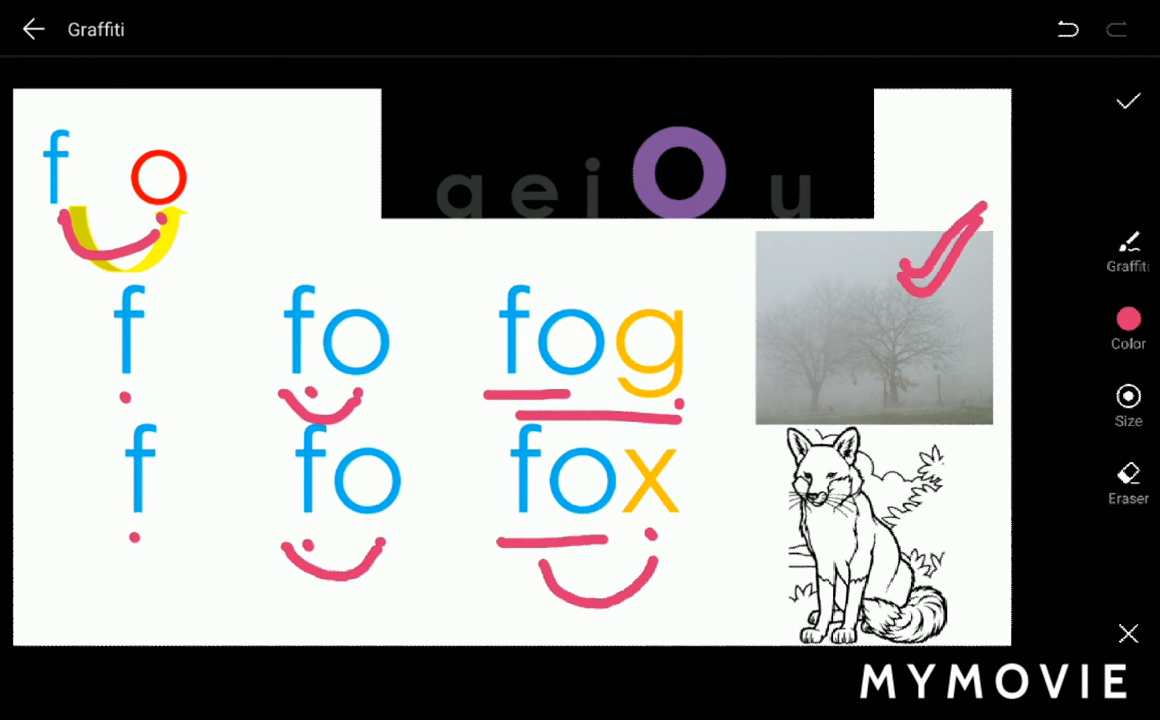 Graffiti
a e i o u
f o
f fo fog
f fo fox
Graffiti
Color
Size
Eraser
MYMOVIE